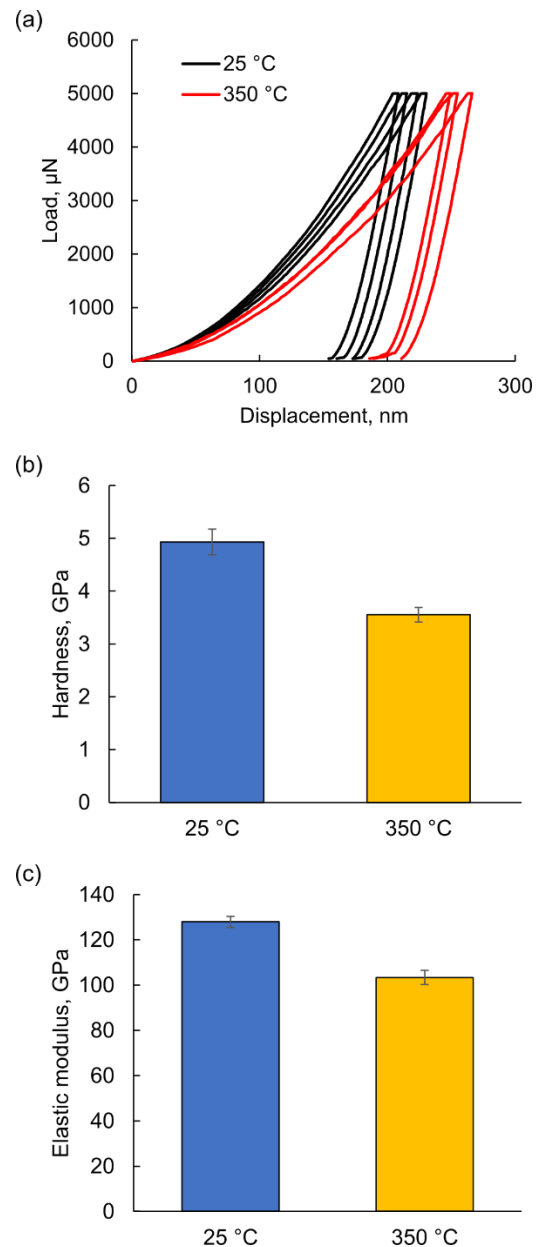 (a)
25 °C
350 °C
6000
5000
4000
3000
2000
1000
0
Load, µN
0 100 200 300
Displacement, nm
(b)
6
5
4
3
2
1
0
Hardness, GPa
25 °C 350 °C
(c)
140
120
100
80
60
40
20
0
Elastic modulus, GPa
25 °C 350 °C